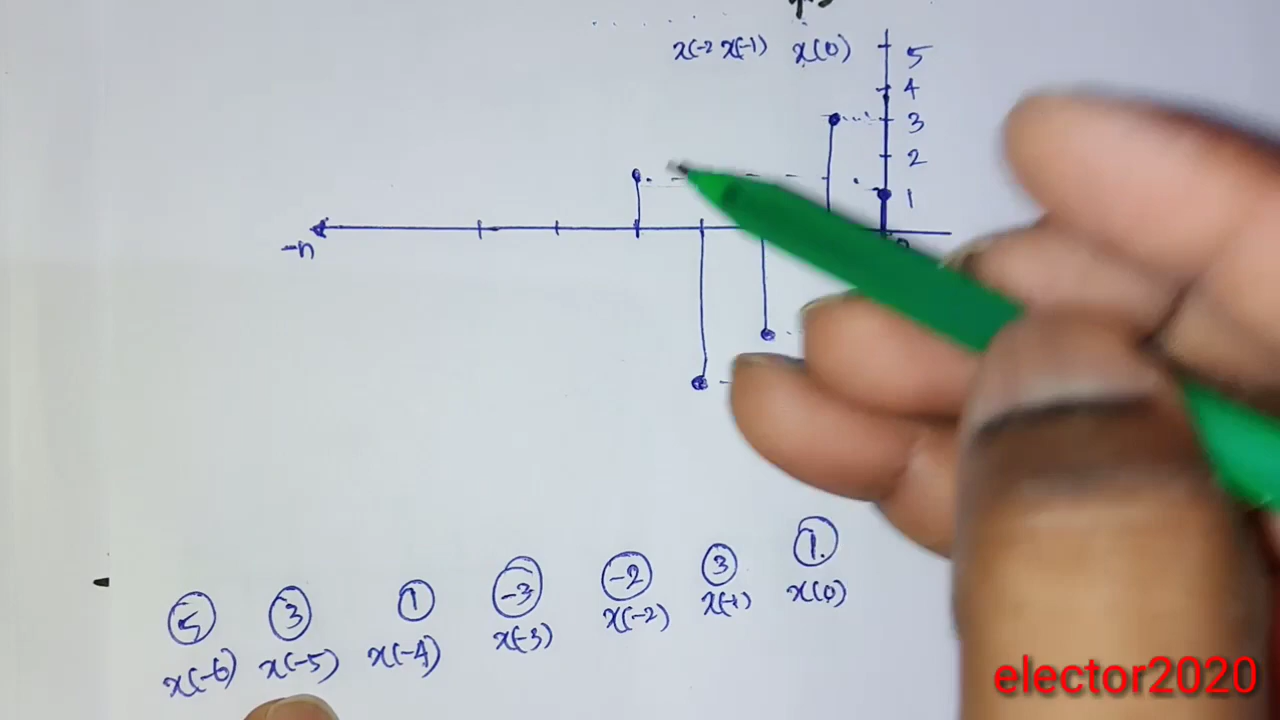 x(-2 x(-1) x(0)
5
4
3
2
1
-n
5 3 1 -3 -2 3 1.
x(-6) x(-5) x(-4) x(-3) x(-2) x(-1) x(0)
elector2020